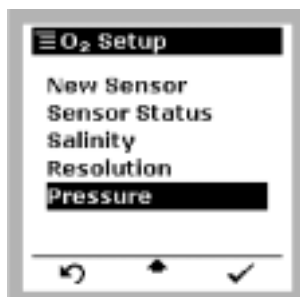 O₂ Setup
New Sensor
Sensor Status
Salinity
Resolution
Pressure